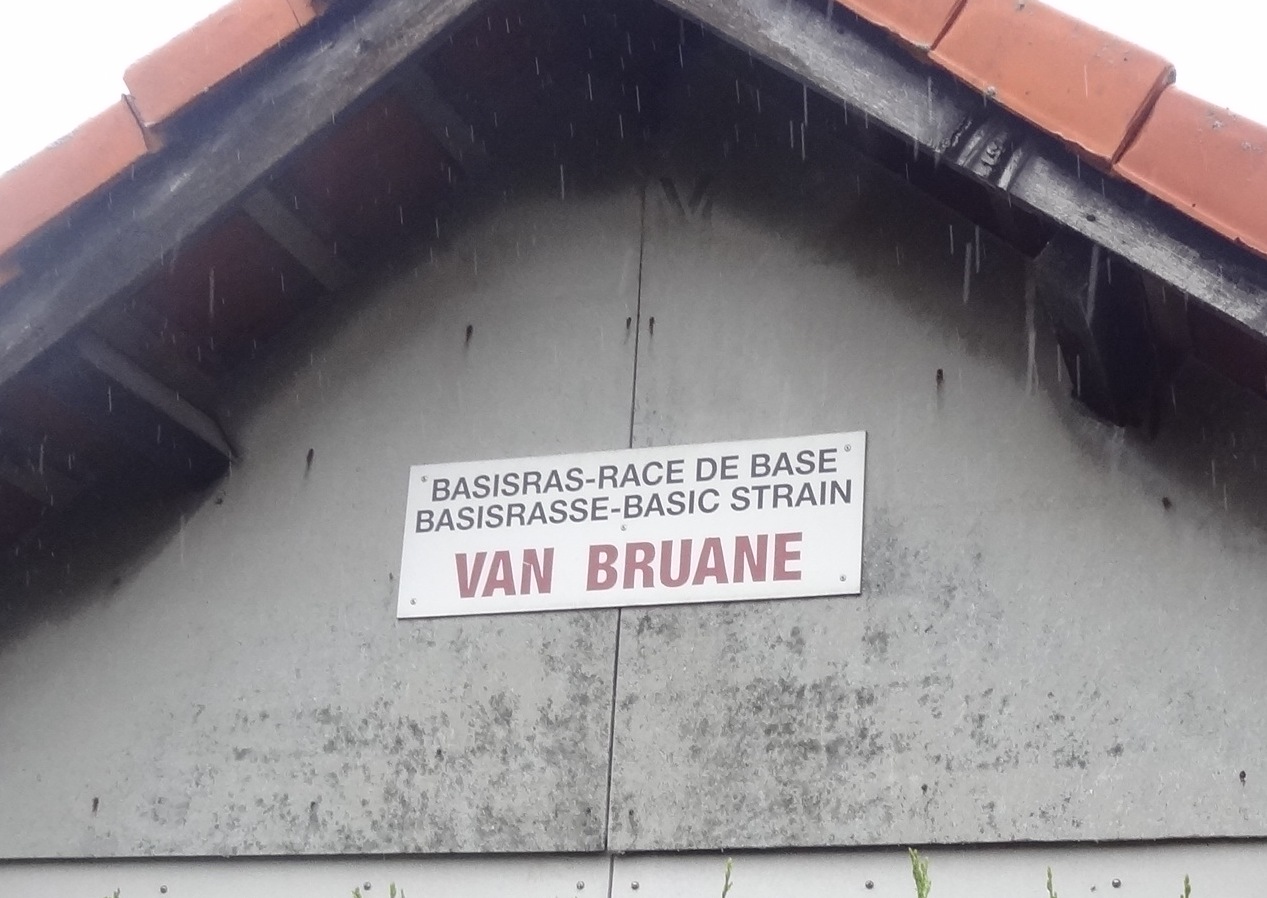 BASISRAS-RACE DE BASE
BASISRASSE-BASIC STRAIN
VAN BRUANE